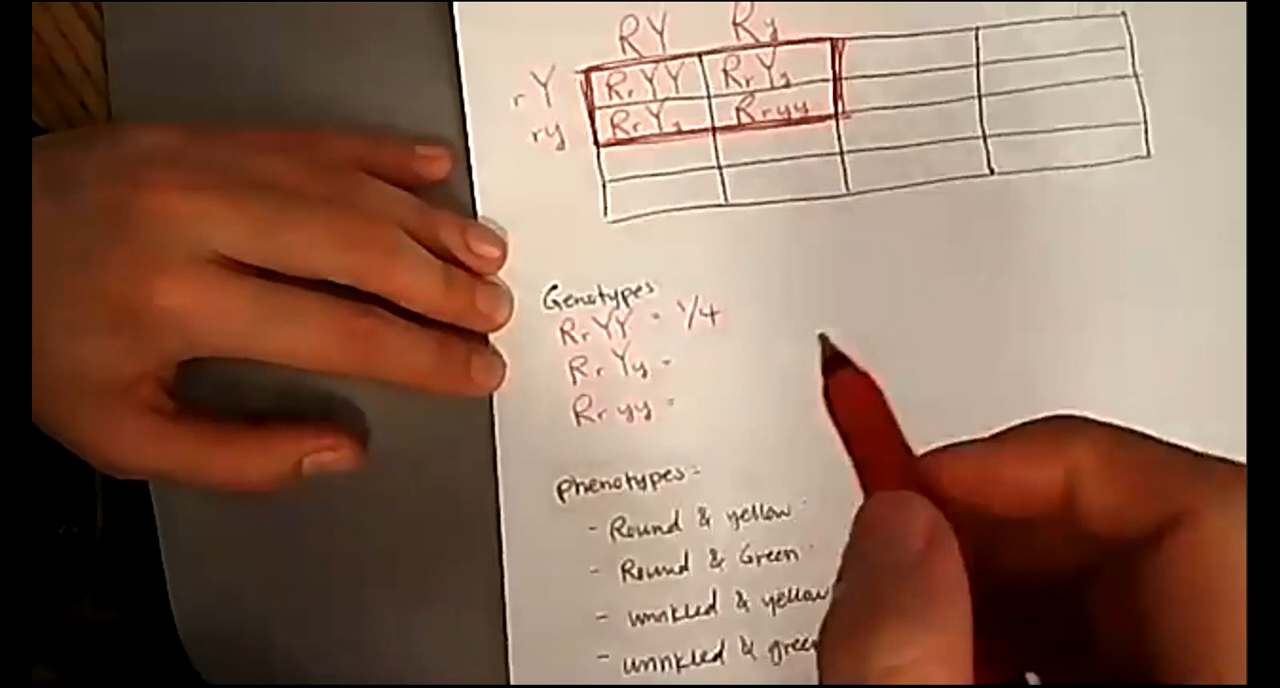 RY Ry
rY RrYY RrYy
ry RrYy Rryy
Genotypes
RrYY = 1/4
RrYy =
Rryy =
Phenotypes =
- Round & yellow
- Round & Green
- wrinkled & yellow
- wrinkled & green